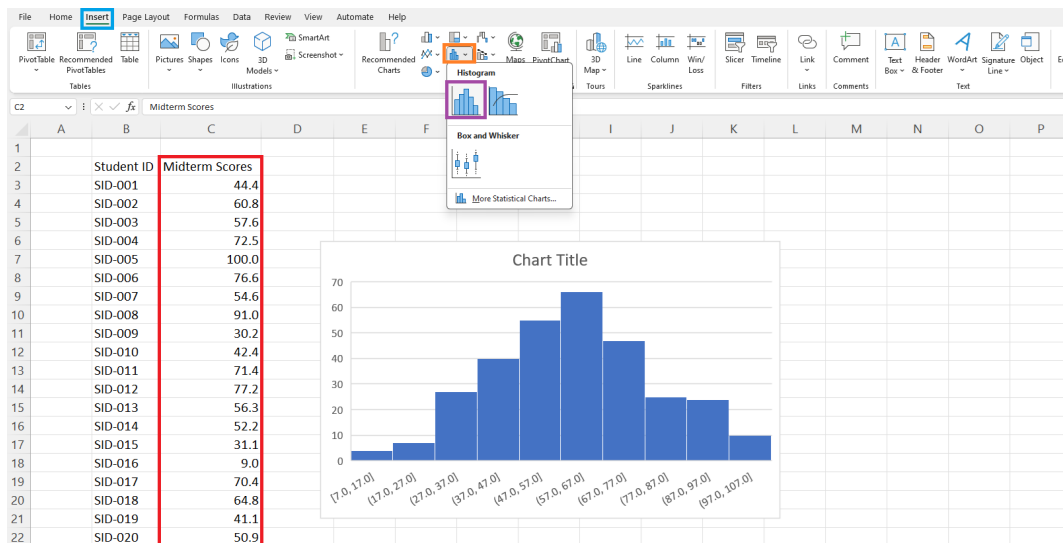 File Home Insert Page Layout Formulas Data Review View Automate Help
PivotTable Recommended PivotTables Table Pictures Shapes Icons 3D Models SmartArt Screenshot Recommended Charts Maps PivotChart 3D Map Line Column Win/Loss Slicer Timeline Link Comment Text Box Header & Footer WordArt Signature Line Object
Tables Illustrations Tours Sparklines Filters Links Comments Text
Histogram
Box and Whisker
More Statistical Charts...
C2 fx Midterm Scores
A B C D E F I J K L M N O P
1
2 Student ID Midterm Scores
3 SID-001 44.4
4 SID-002 60.8
5 SID-003 57.6
6 SID-004 72.5
7 SID-005 100.0
8 SID-006 76.6
9 SID-007 54.6
10 SID-008 91.0
11 SID-009 30.2
12 SID-010 42.4
13 SID-011 71.4
14 SID-012 77.2
15 SID-013 56.3
16 SID-014 52.2
17 SID-015 31.1
18 SID-016 9.0
19 SID-017 70.4
20 SID-018 64.8
21 SID-019 41.1
22 SID-020 50.9
Chart Title
70
60
50
40
30
20
10
0
[7.0, 17.0] (17.0, 27.0] (27.0, 37.0] (37.0, 47.0] (47.0, 57.0] (57.0, 67.0] (67.0, 77.0] (77.0, 87.0] (87.0, 97.0] (97.0, 107.0]